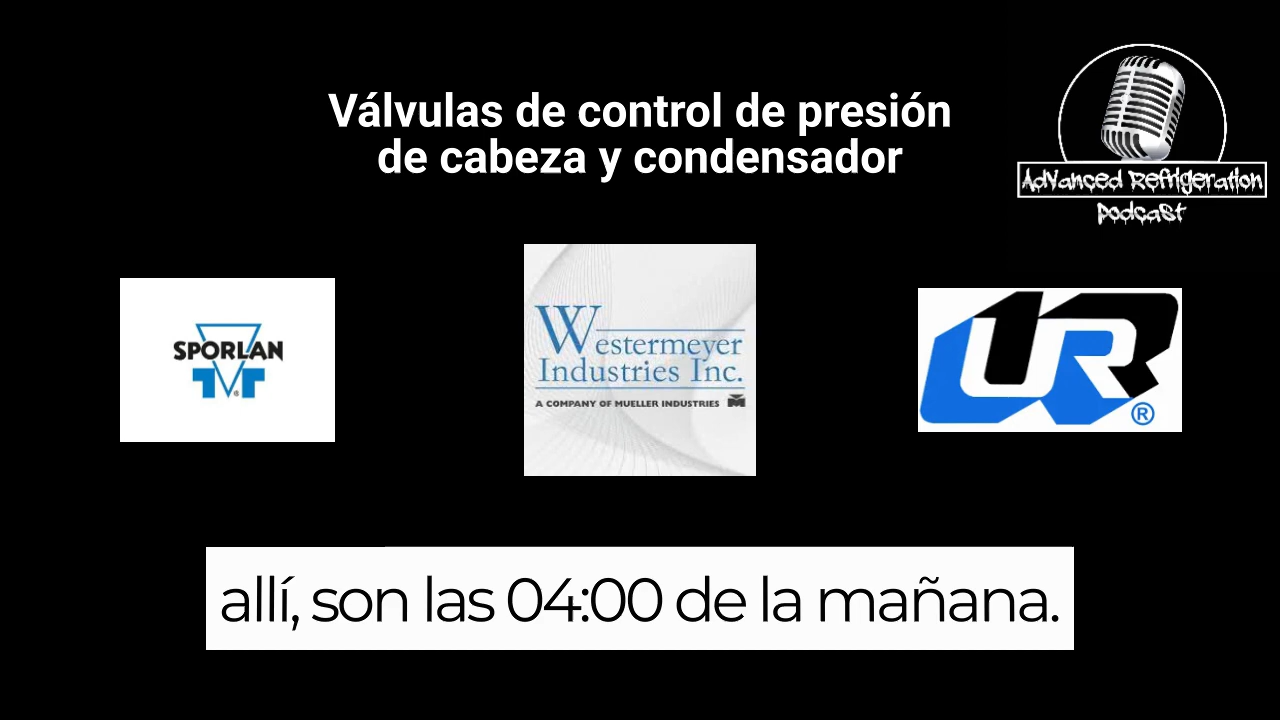 Válvulas de control de presión
de cabeza y condensador
Advanced Refrigeration
Podcast
SPORLAN
®
Westermeyer
Industries Inc.
A COMPANY OF MUELLER INDUSTRIES
UR
®
allí, son las 04:00 de la mañana.